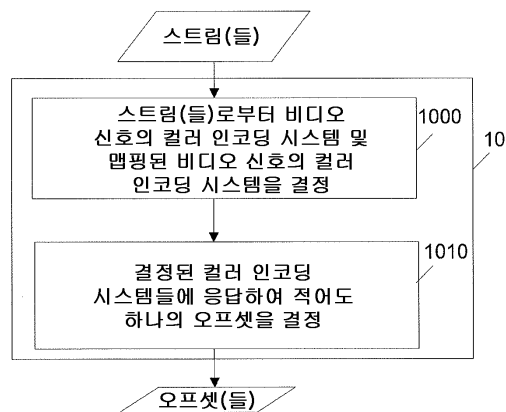 스트림(들)
스트림(들)로부터 비디오
신호의 컬러 인코딩 시스템 및
맵핑된 비디오 신호의 컬러
인코딩 시스템을 결정
1000
10
결정된 컬러 인코딩
시스템들에 응답하여 적어도
하나의 오프셋을 결정
1010
오프셋(들)